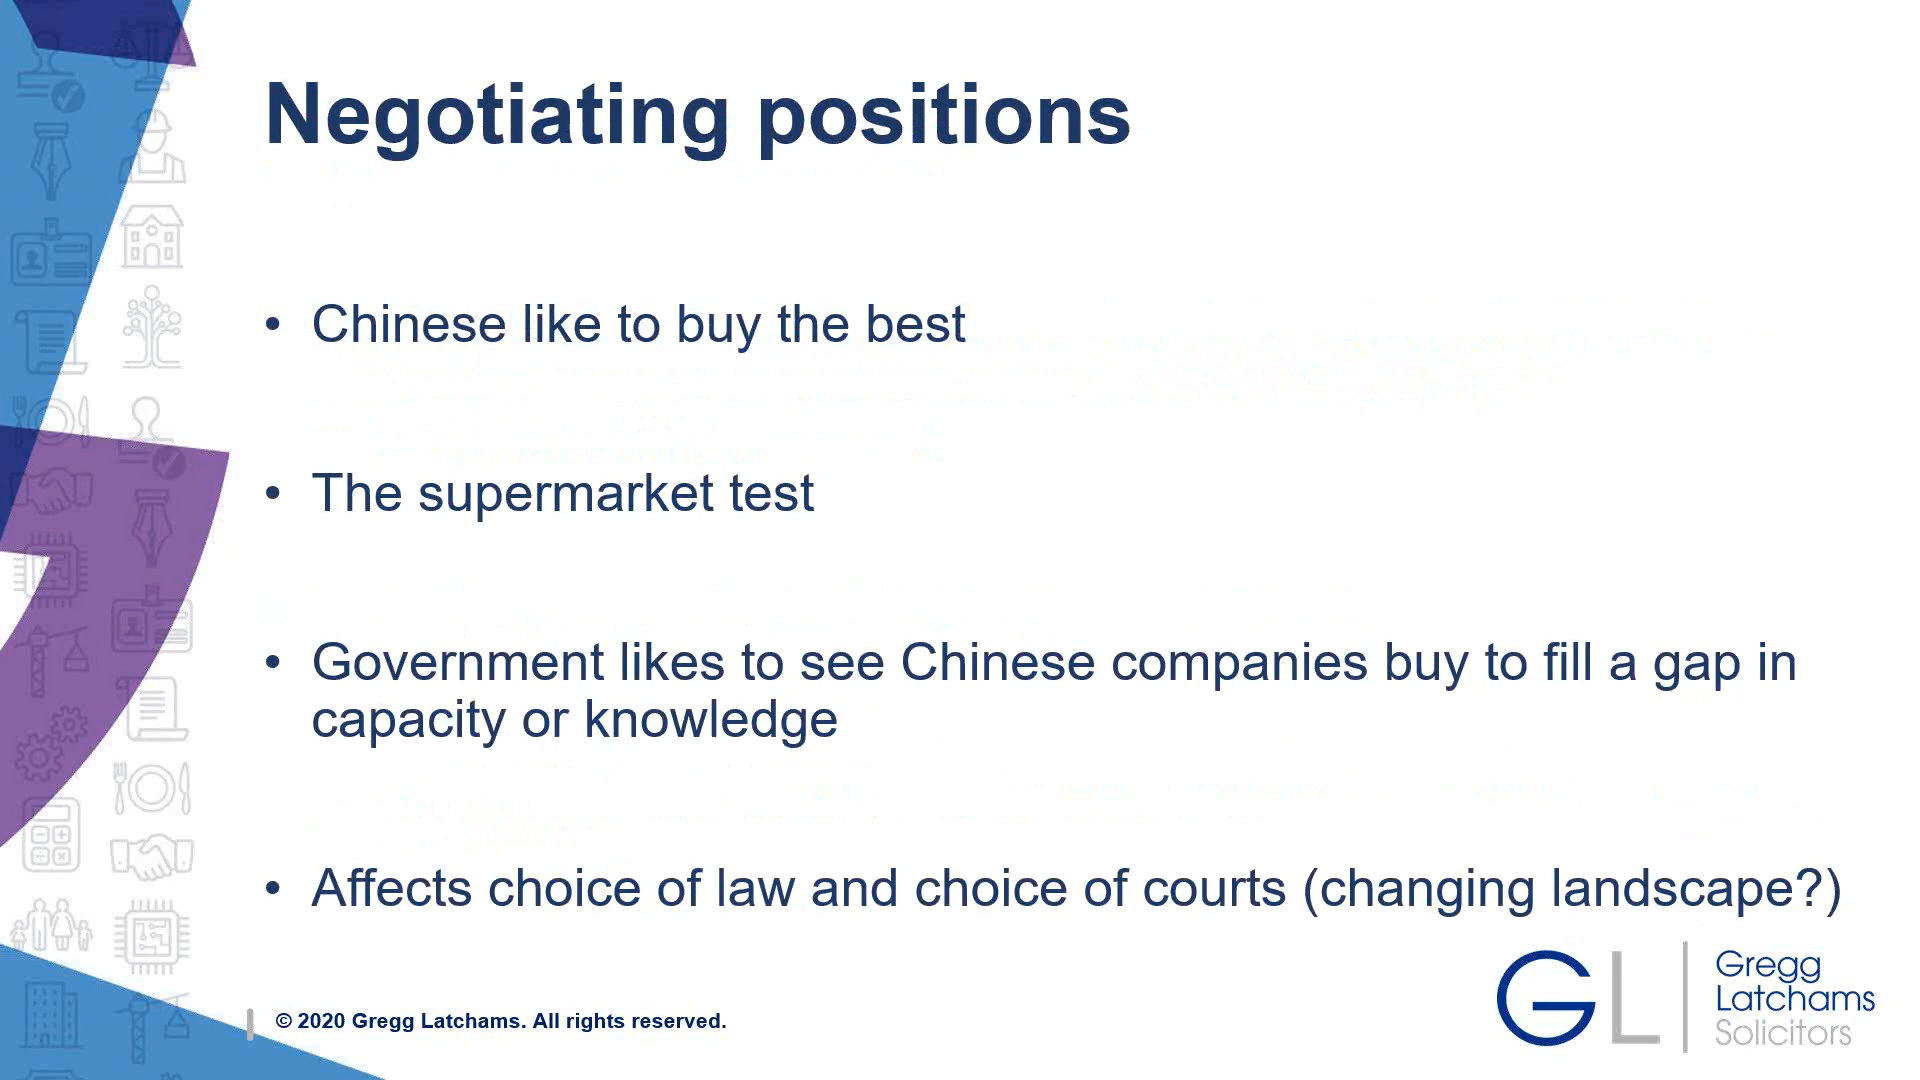 Negotiating positions
• Chinese like to buy the best
• The supermarket test
• Government likes to see Chinese companies buy to fill a gap in
capacity or knowledge
• Affects choice of law and choice of courts (changing landscape?)
© 2020 Gregg Latchams. All rights reserved.
GL
Gregg
Latchams
Solicitors